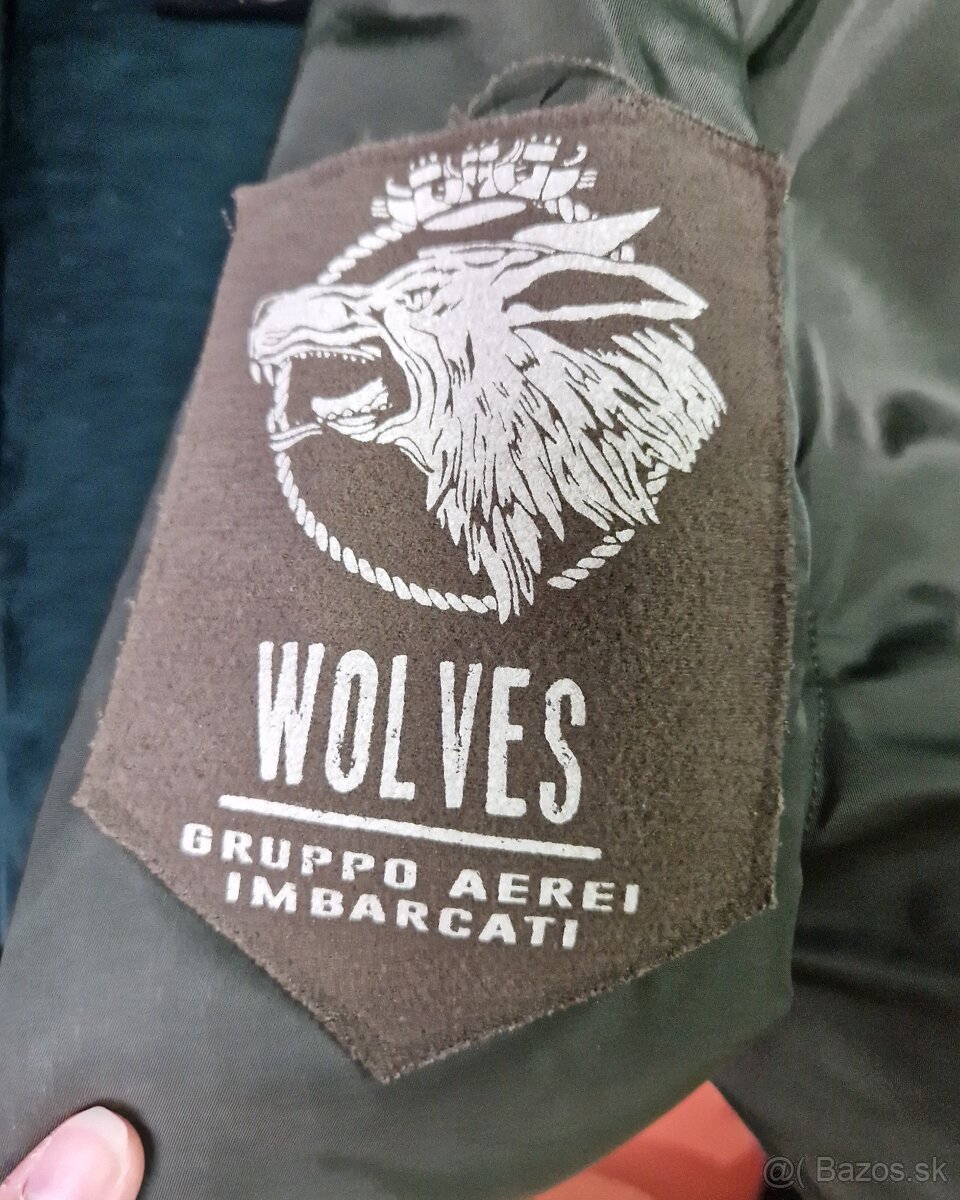 WOLVES
GRUPPO AEREI
IMBARCATI
@( Bazos.sk